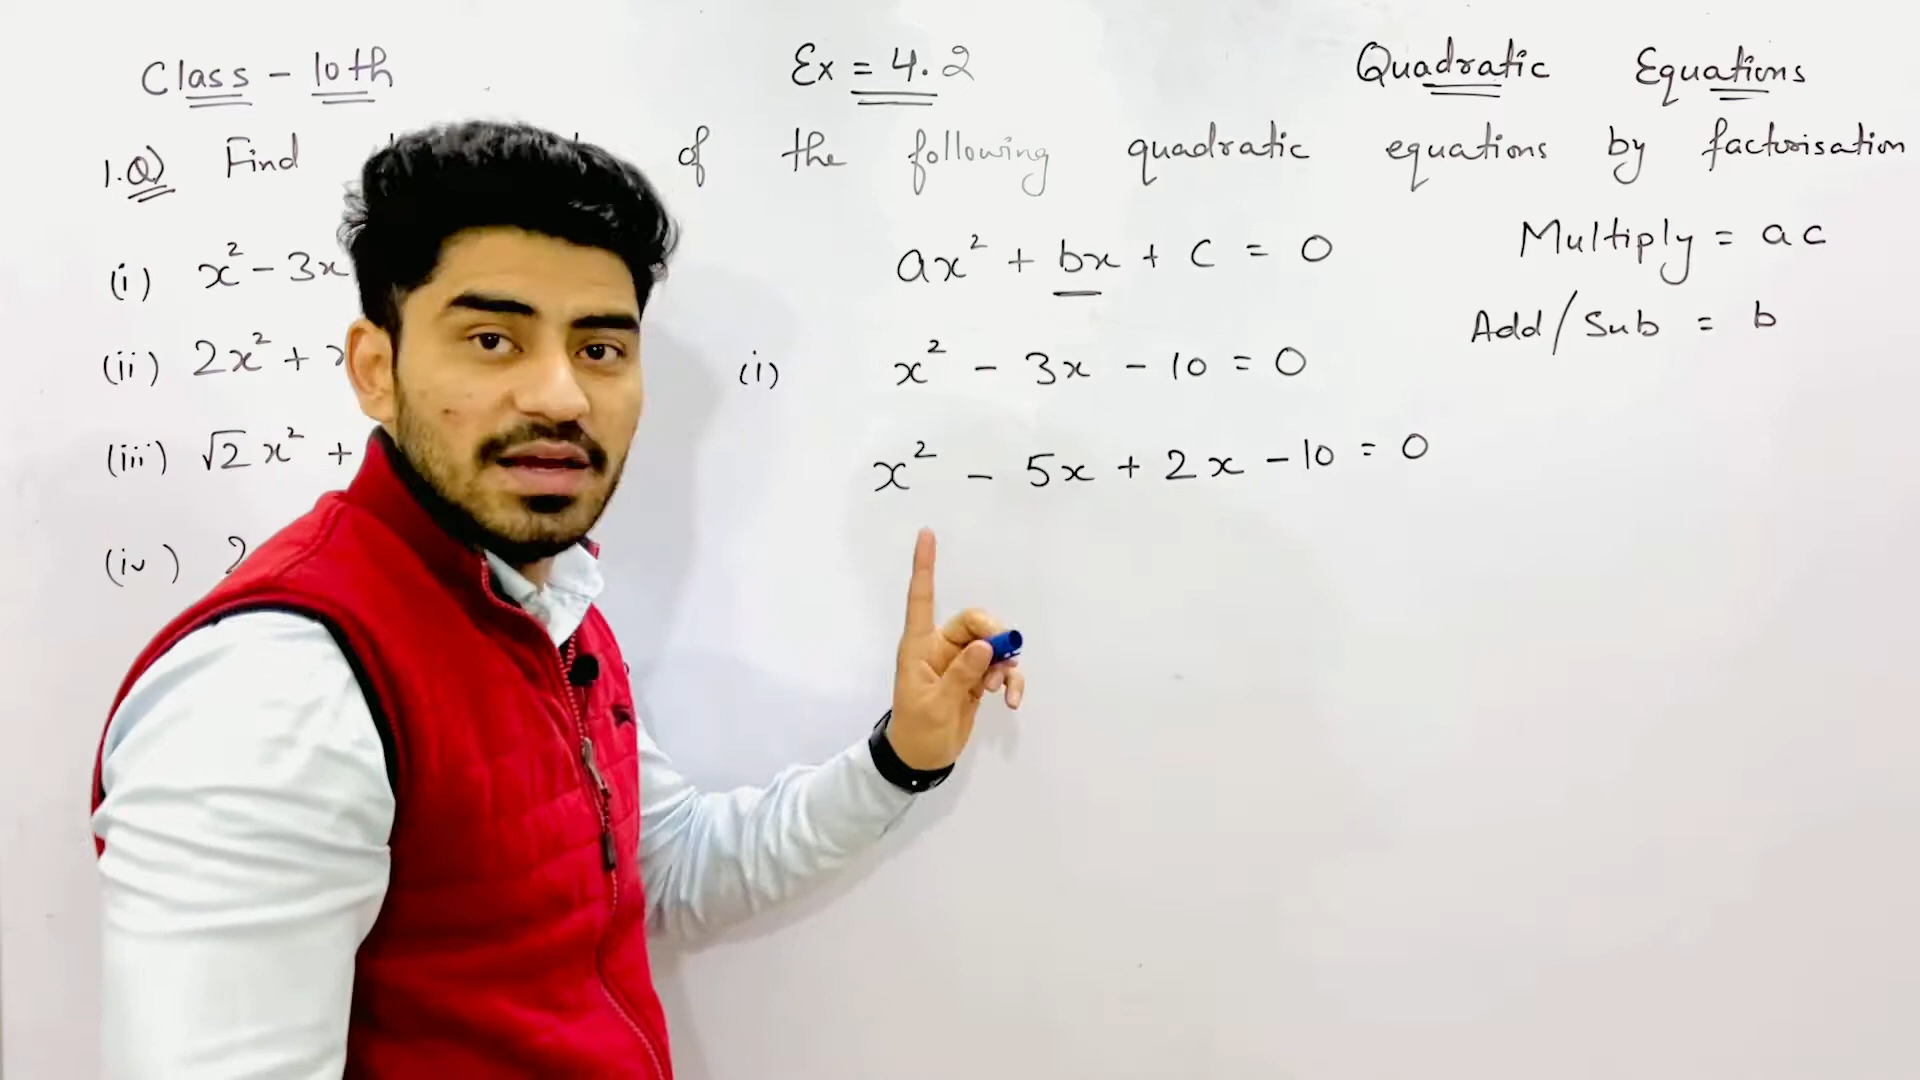 Class - 10th Ex = 4.2 Quadratic Equations
1.Q) Find of the following quadratic equations by factorisation
(i) x² - 3x
(ii) 2x² +
(iii) √2 x² +
(iv) 2
ax² + bx + c = 0
Multiply = ac
Add/Sub = b
(i) x² - 3x - 10 = 0
x² - 5x + 2x - 10 = 0